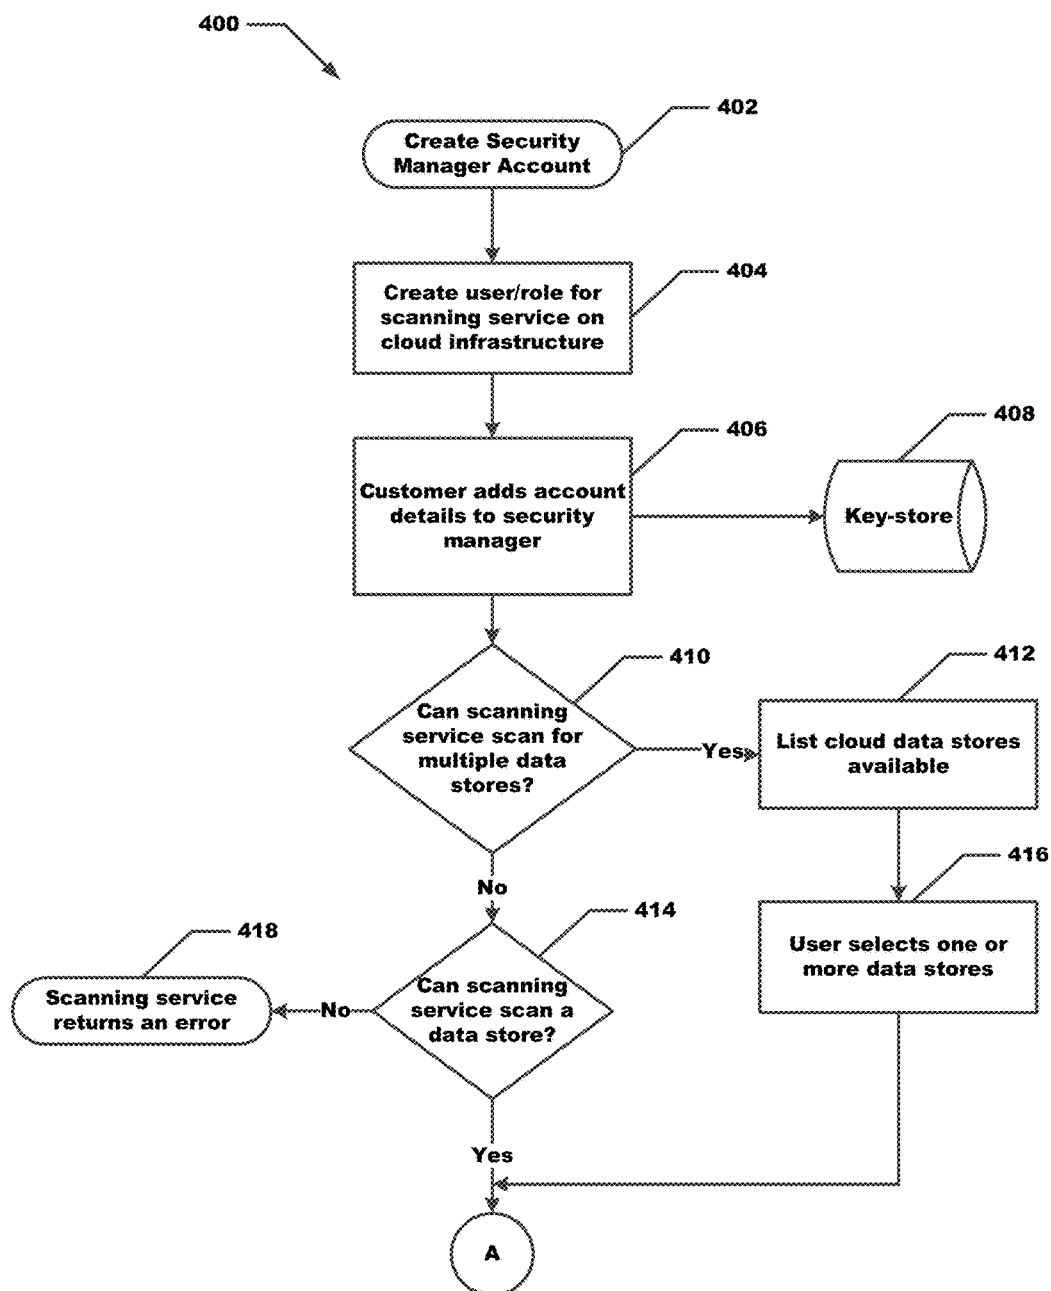 400
402
Create Security
Manager Account
404
Create user/role for
scanning service on
cloud infrastructure
406
408
Customer adds account
details to security
manager
Key-store
410
412
Can scanning
service scan for
multiple data
stores?
Yes
List cloud data stores
available
No
414
416
418
User selects one or
more data stores
Scanning service
returns an error
No
Can scanning
service scan a
data store?
Yes
A